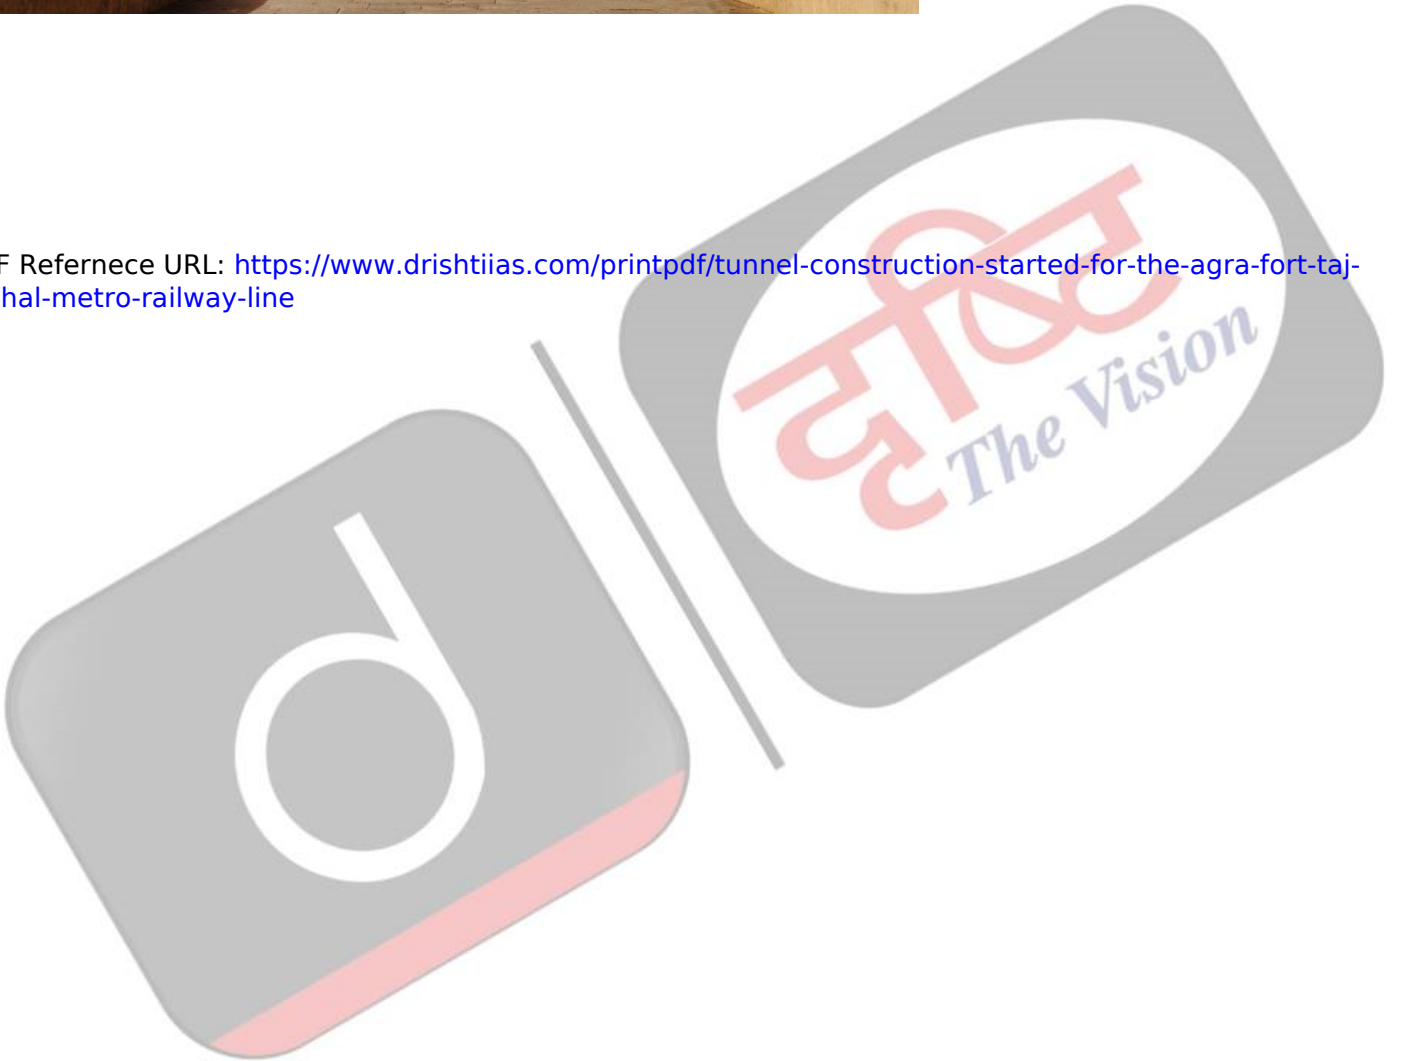 F Refernece URL: https://www.drishtiias.com/printpdf/tunnel-construction-started-for-the-agra-fort-taj-
hal-metro-railway-line
दृष्टि
The Vision
d